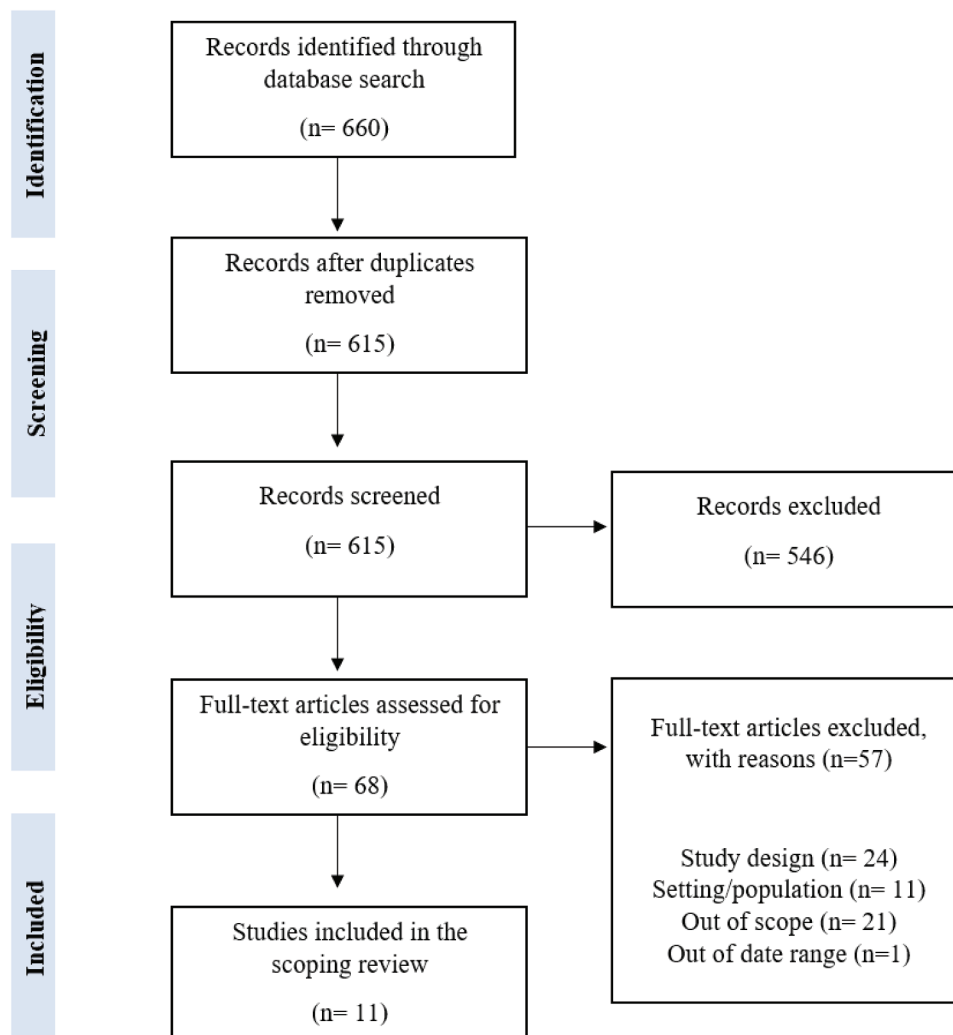 Identification
Records identified through
database search
(n= 660)
Screening
Records after duplicates
removed
(n= 615)
Records screened
(n= 615)
Records excluded
(n= 546)
Eligibility
Full-text articles assessed for
eligibility
(n= 68)
Full-text articles excluded,
with reasons (n=57)
Study design (n= 24)
Setting/population (n= 11)
Out of scope (n= 21)
Out of date range (n=1)
Included
Studies included in the
scoping review
(n= 11)